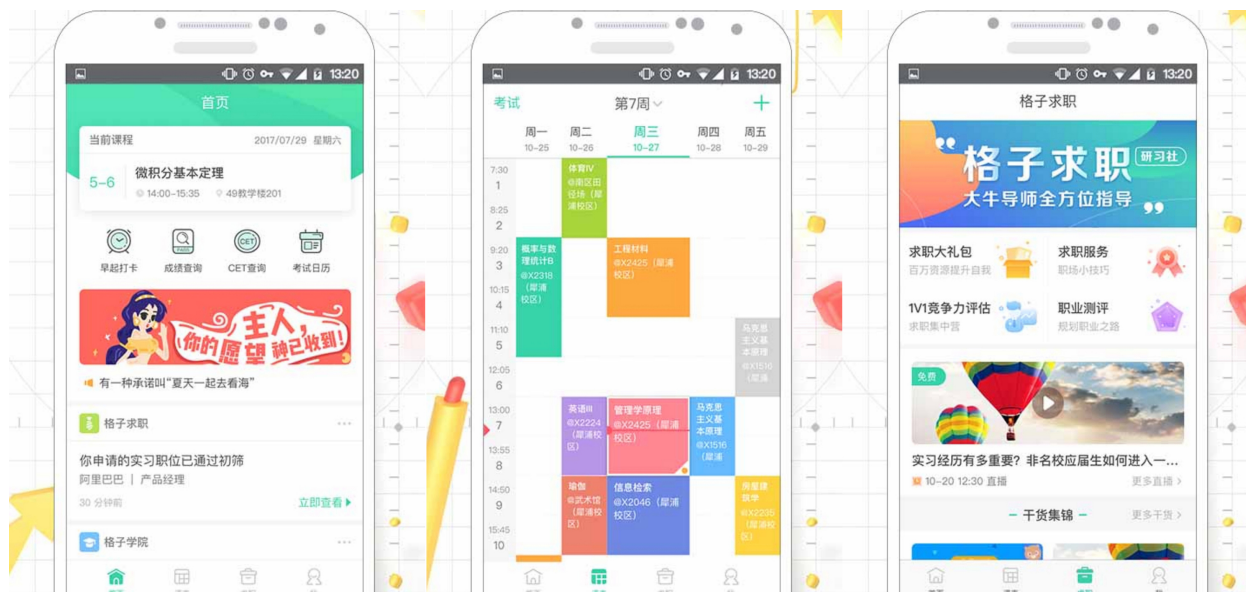 13:20
首页
当前课程
2017/07/29 星期六
5-6
微积分基本定理
14:00-15:35
49教学楼201
早起打卡
成绩查询
CET
CET查询
考试日历
主人，
你的愿望神已收到!
有一种承诺叫“夏天一起去看海”
格子求职
你申请的实习职位已通过初筛
阿里巴巴 | 产品经理
30 分钟前
立即查看
格子学院
13:20
考试
第7周
周一
周二
周三
周四
周五
10-25
10-26
10-27
10-28
10-29
7:30
1
8:25
2
9:20
3
10:15
4
11:10
5
12:05
6
13:00
7
13:55
8
14:50
9
15:45
10
体育IV
@南区田
径场（犀
浦校区）
概率与数
理统计B
@X2318
（犀浦
校区）
工程材料
@X2425（犀浦
校区）
马克思
主义基
本原理
@X1516
（犀浦
英语III
@X2224
（犀浦校
区）
管理学原理
@X2425（犀浦
校区）
马克思
主义基
本原理
@X1516
（犀浦
瑜伽
@武术馆
（犀浦校
区）
信息检索
@X2046（犀浦
校区）
房屋建
筑学
@X2235
（犀浦校
区）
13:20
格子求职
格子求职
研习社
大牛导师全方位指导
求职大礼包
百万资源提升自我
求职服务
职场小技巧
1V1竞争力评估
求职集中营
职业测评
规划职业之路
免费
实习经历有多重要？非名校应届生如何进入一...
10-20 12:30 直播
更多直播
干货集锦
更多干货